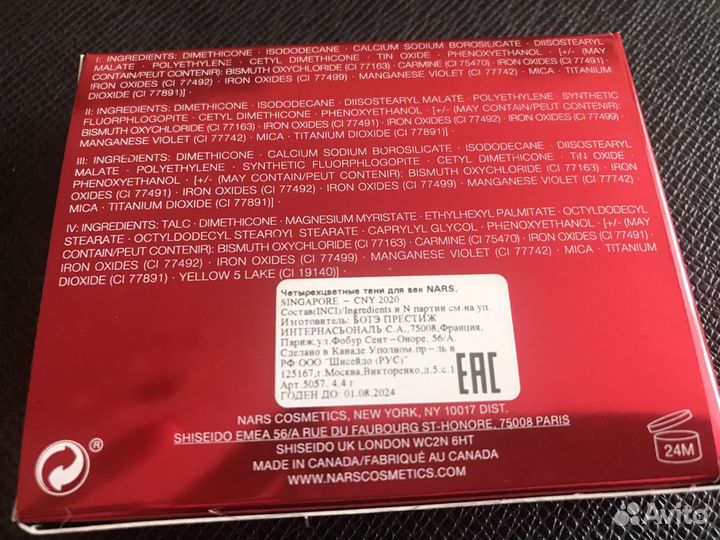 I: INGREDIENTS: DIMETHICONE · ISODODECANE · CALCIUM SODIUM BOROSILICATE · DIISOSTEARYL
MALATE · POLYETHYLENE · CETYL DIMETHICONE · TIN OXIDE · PHENOXYETHANOL · [+/- (MAY
CONTAIN/PEUT CONTENIR): BISMUTH OXYCHLORIDE (CI 77163) · CARMINE (CI 75470) · IRON OXIDES (CI 77491) ·
IRON OXIDES (CI 77492) · IRON OXIDES (CI 77499) · MANGANESE VIOLET (CI 77742) · MICA · TITANIUM
DIOXIDE (CI 77891)] ·
II: INGREDIENTS: DIMETHICONE · ISODODECANE · DIISOSTEARYL MALATE · POLYETHYLENE · SYNTHETIC
FLUORPHLOGOPITE · CETYL DIMETHICONE · PHENOXYETHANOL · [+/- (MAY CONTAIN/PEUT CONTENIR):
BISMUTH OXYCHLORIDE (CI 77163) · IRON OXIDES (CI 77491) · IRON OXIDES (CI 77492) · IRON OXIDES (CI 77499) ·
MANGANESE VIOLET (CI 77742) · MICA · TITANIUM DIOXIDE (CI 77891)] ·
III: INGREDIENTS: DIMETHICONE · CALCIUM SODIUM BOROSILICATE · ISODODECANE · DIISOSTEARYL
MALATE · POLYETHYLENE · SYNTHETIC FLUORPHLOGOPITE · CETYL DIMETHICONE · TIN OXIDE ·
PHENOXYETHANOL · [+/- (MAY CONTAIN/PEUT CONTENIR): BISMUTH OXYCHLORIDE (CI 77163) · IRON
OXIDES (CI 77491) · IRON OXIDES (CI 77492) · IRON OXIDES (CI 77499) · MANGANESE VIOLET (CI 77742) ·
MICA · TITANIUM DIOXIDE (CI 77891)] ·
IV: INGREDIENTS: TALC · DIMETHICONE · MAGNESIUM MYRISTATE · ETHYLHEXYL PALMITATE · OCTYLDODECYL
STEARATE · OCTYLDODECYL STEAROYL STEARATE · CAPRYLYL GLYCOL · PHENOXYETHANOL · [+/- (MAY
CONTAIN/PEUT CONTENIR): BISMUTH OXYCHLORIDE (CI 77163) · CARMINE (CI 75470) · IRON OXIDES (CI 77491) ·
IRON OXIDES (CI 77492) · IRON OXIDES (CI 77499) · MANGANESE VIOLET (CI 77742) · MICA · TITANIUM
DIOXIDE (CI 77891) · YELLOW 5 LAKE (CI 19140)] ·
Четырехцветные тени для век NARS.
SINGAPORE – CNY 2020
Состав(INCI)/Ingredients и N партии см.на уп.
Изготовитель: БОТЭ ПРЕСТИЖ
ИНТЕРНАСЬОНАЛЬ С.А.,75008,Франция,
Париж,ул.Фобур Сент-Оноре, 56/А
Сделано в Канаде.Уполном.пр-ль в
РФ ООО "Шисейдо (РУС)"
125167,г.Москва,Викторенко,д.5,с.1
Арт.5057. 4.4 г
ГОДЕН ДО: 01.08.2024
EAC
NARS COSMETICS, NEW YORK, NY 10017 DIST.
SHISEIDO EMEA 56/A RUE DU FAUBOURG ST-HONORE, 75008 PARIS
SHISEIDO UK LONDON WC2N 6HT
MADE IN CANADA/FABRIQUÉ AU CANADA
WWW.NARSCOSMETICS.COM
®
24M
Avito